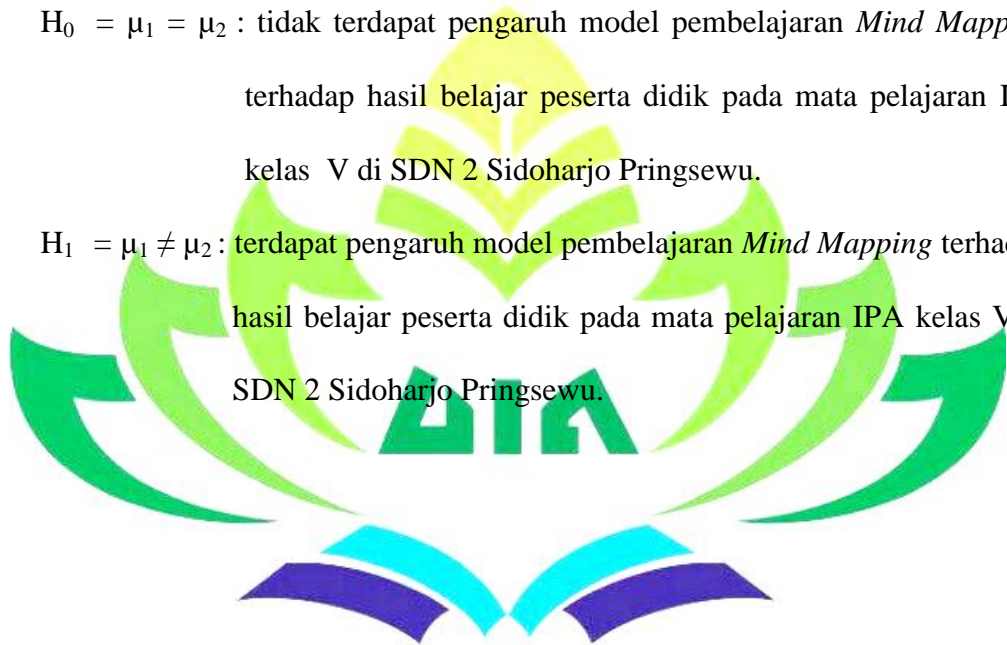 H₀ = μ₁ = μ₂ : tidak terdapat pengaruh model pembelajaran Mind
terhadap hasil belajar peserta didik pada mata pelajaran
kelas V di SDN 2 Sidoharjo Pringsewu.
H₁ = μ₁ ≠ μ₂ : terdapat pengaruh model pembelajaran Mind Mapping
hasil belajar peserta didik pada mata pelajaran IPA kelas V
SDN 2 Sidoharjo Pringsewu.